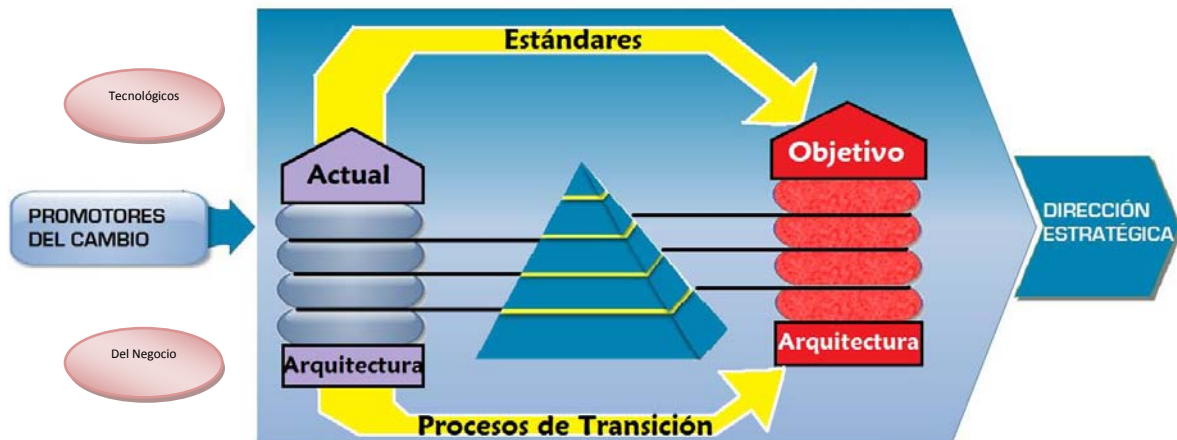 Tecnológicos
PROMOTORES
DEL CAMBIO
Del Negocio
Estándares
Actual
Arquitectura
Objetivo
Arquitectura
Procesos de Transición
DIRECCIÓN
ESTRATÉGICA